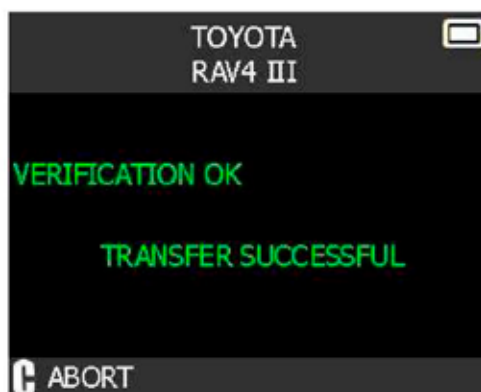 TOYOTA
RAV4 III
VERIFICATION OK
TRANSFER SUCCESSFUL
C ABORT